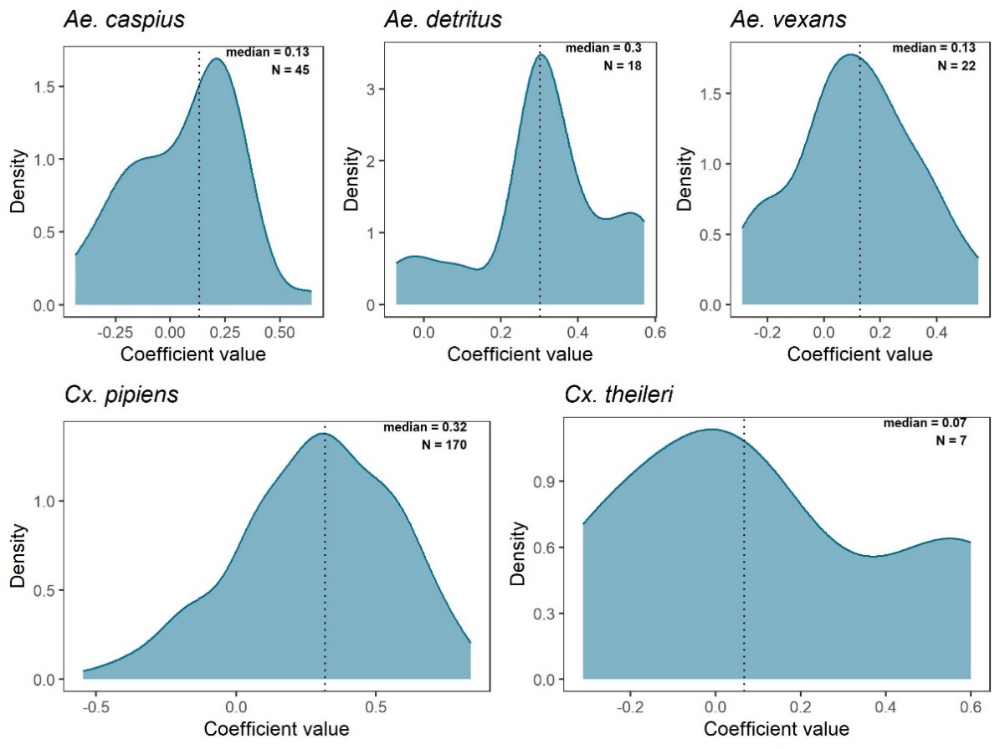 Ae. caspius
median = 0.13
N = 45
1.5
1.0
0.5
0.0
-0.25 0.00 0.25 0.50
Density
Coefficient value
Ae. detritus
median = 0.3
N = 18
3
2
1
0
0.0 0.2 0.4 0.6
Density
Coefficient value
Ae. vexans
median = 0.13
N = 22
1.5
1.0
0.5
0.0
-0.2 0.0 0.2 0.4
Density
Coefficient value
Cx. pipiens
median = 0.32
N = 170
1.0
0.5
0.0
-0.5 0.0 0.5
Density
Coefficient value
Cx. theileri
median = 0.07
N = 7
0.9
0.6
0.3
0.0
-0.2 0.0 0.2 0.4 0.6
Density
Coefficient value